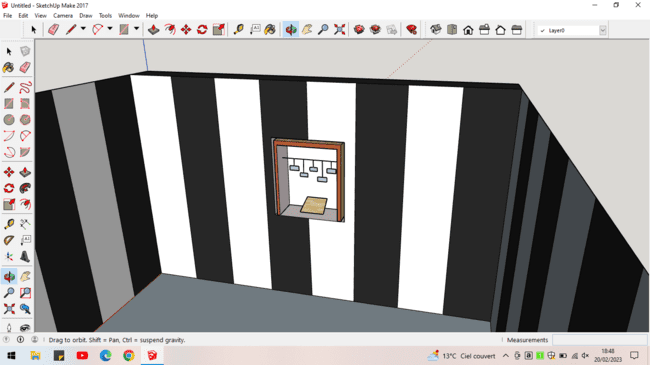 Untitled - SketchUp Make 2017
File Edit View Camera Draw Tools Window Help
Layer0
Drag to orbit. Shift = Pan, Ctrl = suspend gravity.
Measurements
13°C Ciel couvert
18:48
20/02/2023